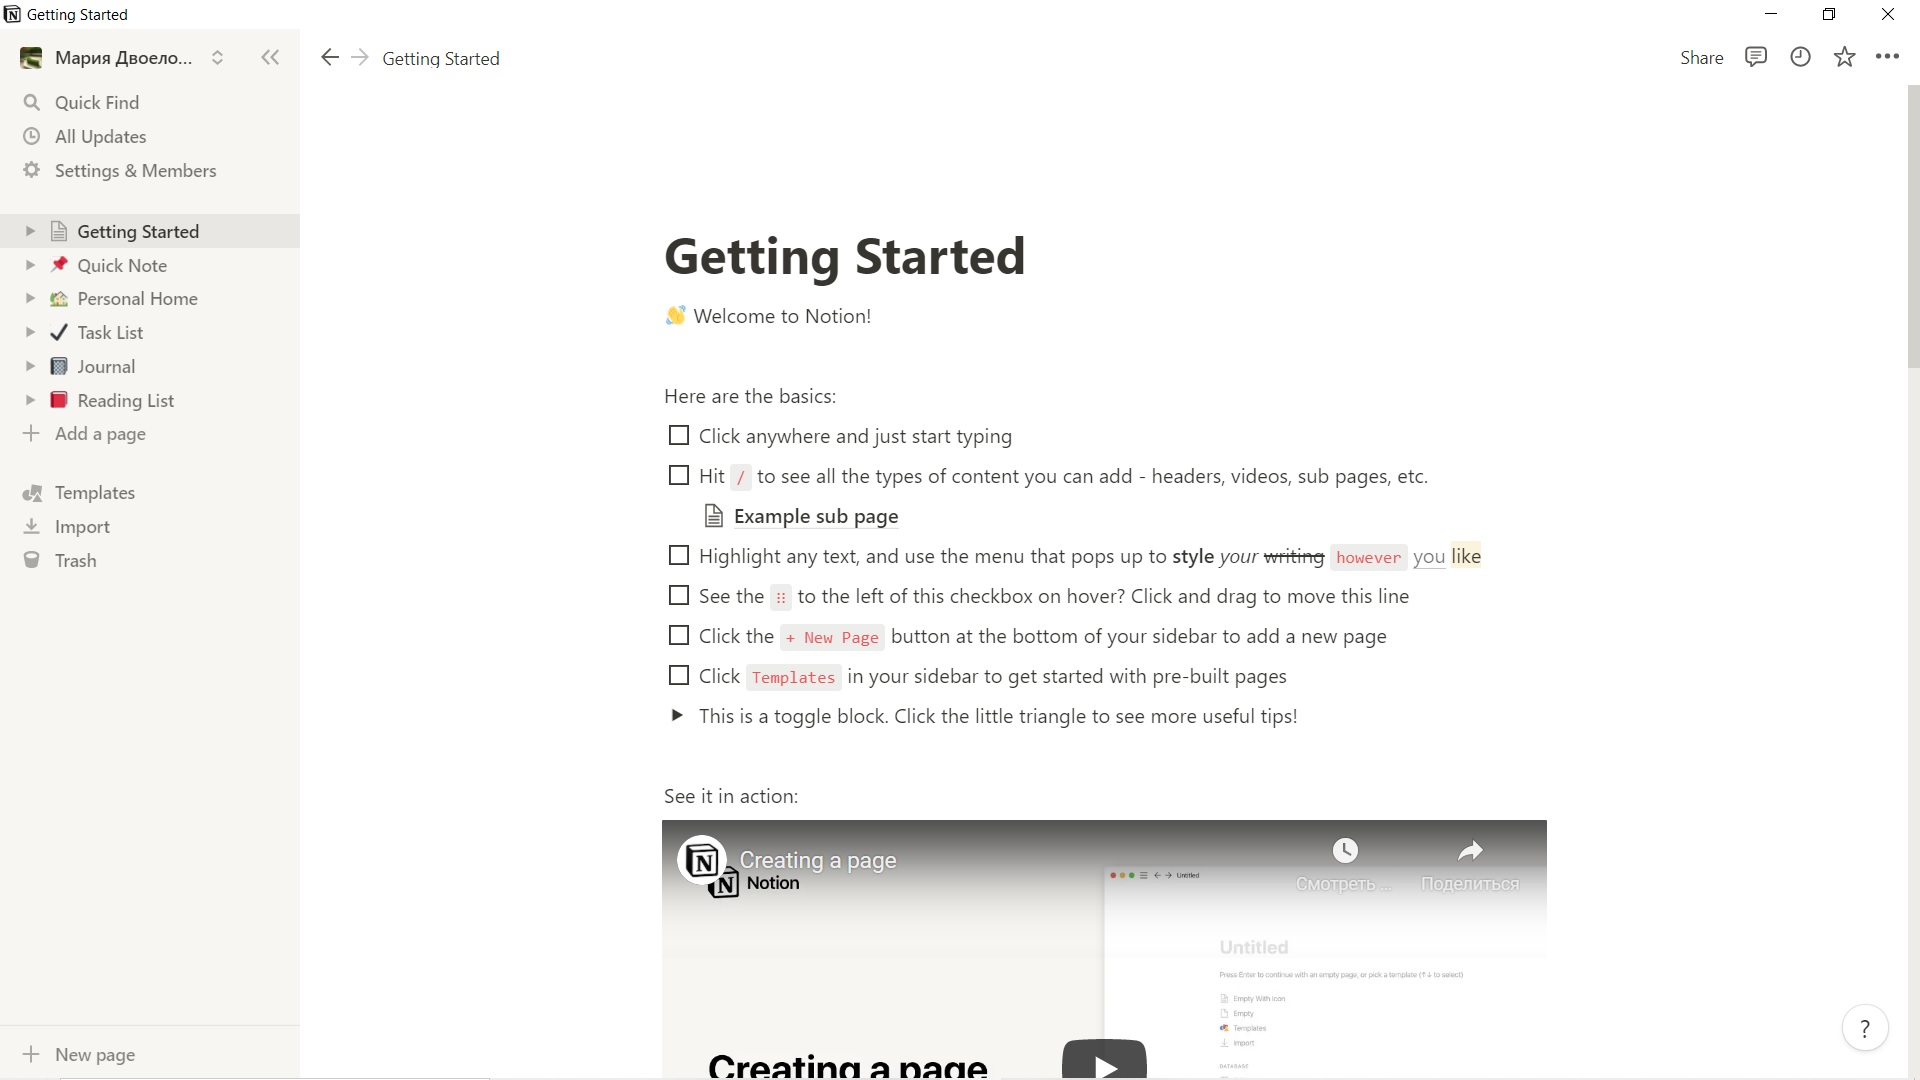 Getting Started
Мария Двоело...
Getting Started
Share
Quick Find
All Updates
Settings & Members
Getting Started
Quick Note
Personal Home
Task List
Journal
Reading List
Add a page
Templates
Import
Trash
New page
Getting Started
👋 Welcome to Notion!
Here are the basics:
Click anywhere and just start typing
Hit / to see all the types of content you can add - headers, videos, sub pages, etc.
Example sub page
Highlight any text, and use the menu that pops up to style your writing however you like
See the ⋮⋮ to the left of this checkbox on hover? Click and drag to move this line
Click the + New Page button at the bottom of your sidebar to add a new page
Click Templates in your sidebar to get started with pre-built pages
This is a toggle block. Click the little triangle to see more useful tips!
See it in action:
Creating a page
Notion
Смотреть ...
Поделиться
Untitled
Untitled
Press Enter to continue with an empty page, or pick a template (↑↓ to select)
Empty With Icon
Empty
Templates
Import
DATABASE
Creating a page
?